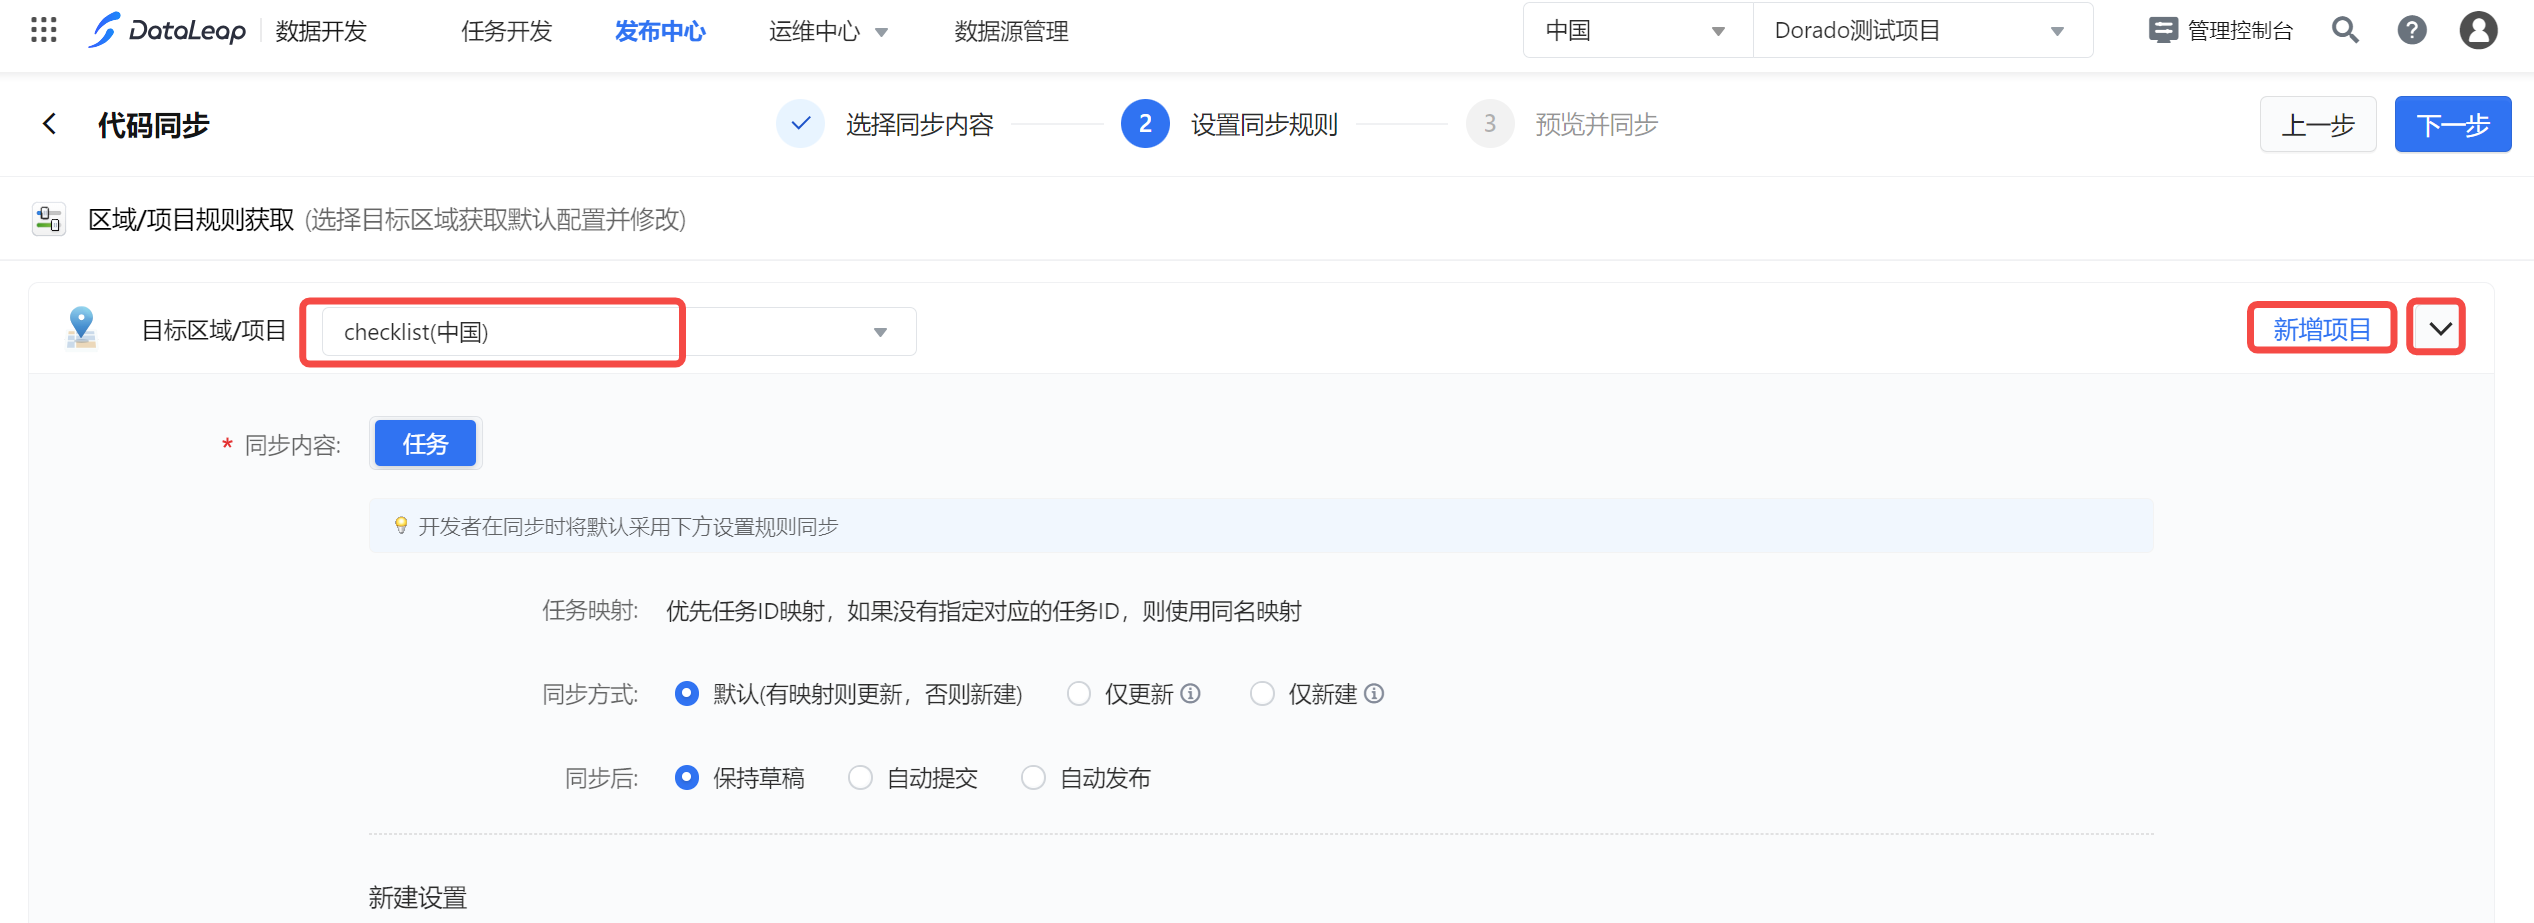 DataLeap 数据开发 任务开发 发布中心 运维中心 数据源管理 中国 Dorado测试项目 管理控制台 ?
代码同步 选择同步内容 2 设置同步规则 3 预览并同步 上一步 下一步
区域/项目规则获取 (选择目标区域获取默认配置并修改)
目标区域/项目 checklist(中国) 新增项目
* 同步内容: 任务
开发者在同步时将默认采用下方设置规则同步
任务映射: 优先任务ID映射，如果没有指定对应的任务ID，则使用同名映射
同步方式: 默认(有映射则更新，否则新建) 仅更新 仅新建
同步后: 保持草稿 自动提交 自动发布
新建设置